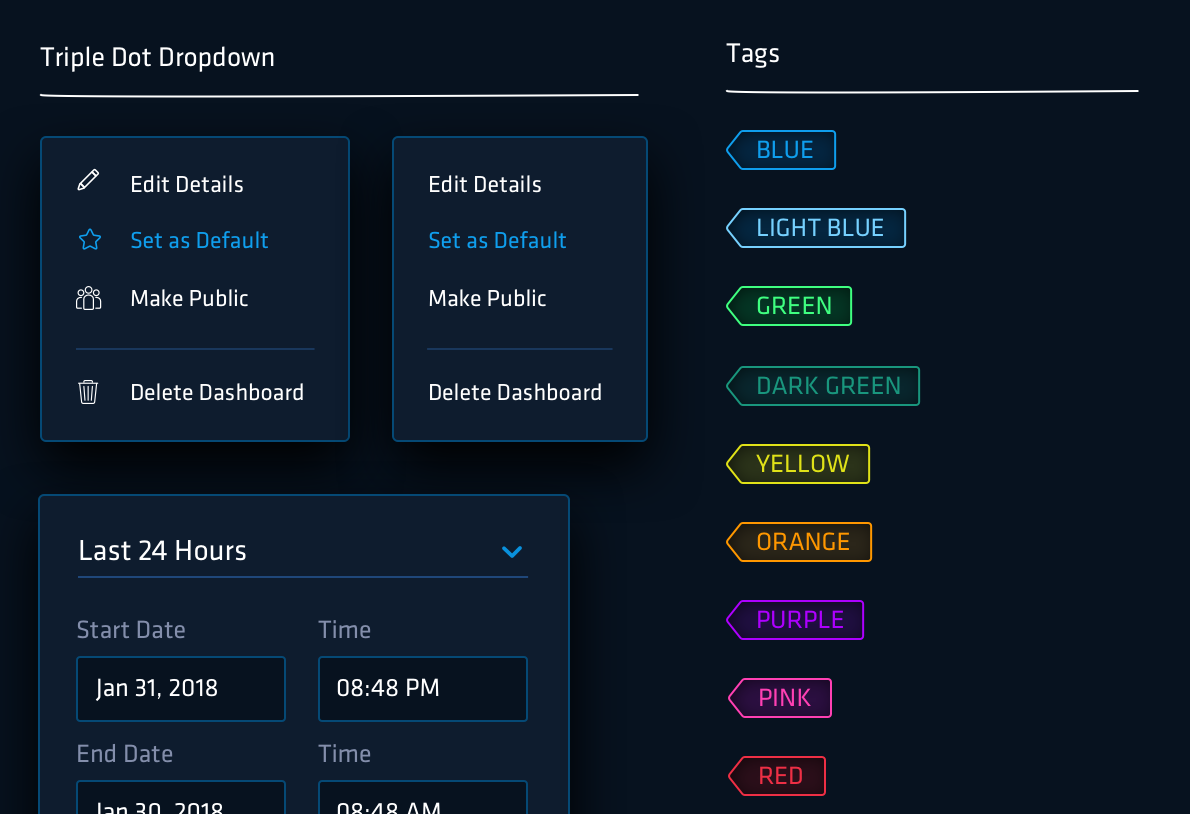 Triple Dot Dropdown
Edit Details
Set as Default
Make Public
Delete Dashboard
Edit Details
Set as Default
Make Public
Delete Dashboard
Last 24 Hours
Start Date Time
Jan 31, 2018 08:48 PM
End Date Time
Jan 30, 2018 08:48 AM
Tags
BLUE
LIGHT BLUE
GREEN
DARK GREEN
YELLOW
ORANGE
PURPLE
PINK
RED